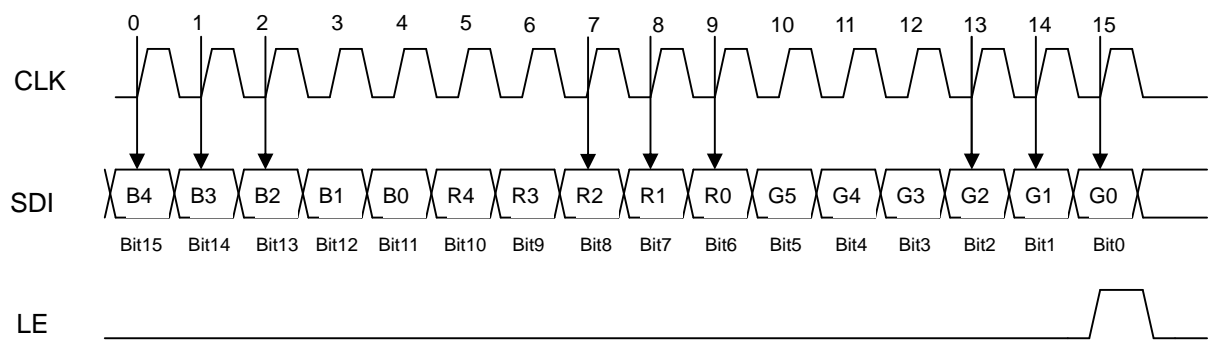 0 1 2 3 4 5 6 7 8 9 10 11 12 13 14 15
CLK
SDI B4 B3 B2 B1 B0 R4 R3 R2 R1 R0 G5 G4 G3 G2 G1 G0
Bit15 Bit14 Bit13 Bit12 Bit11 Bit10 Bit9 Bit8 Bit7 Bit6 Bit5 Bit4 Bit3 Bit2 Bit1 Bit0
LE